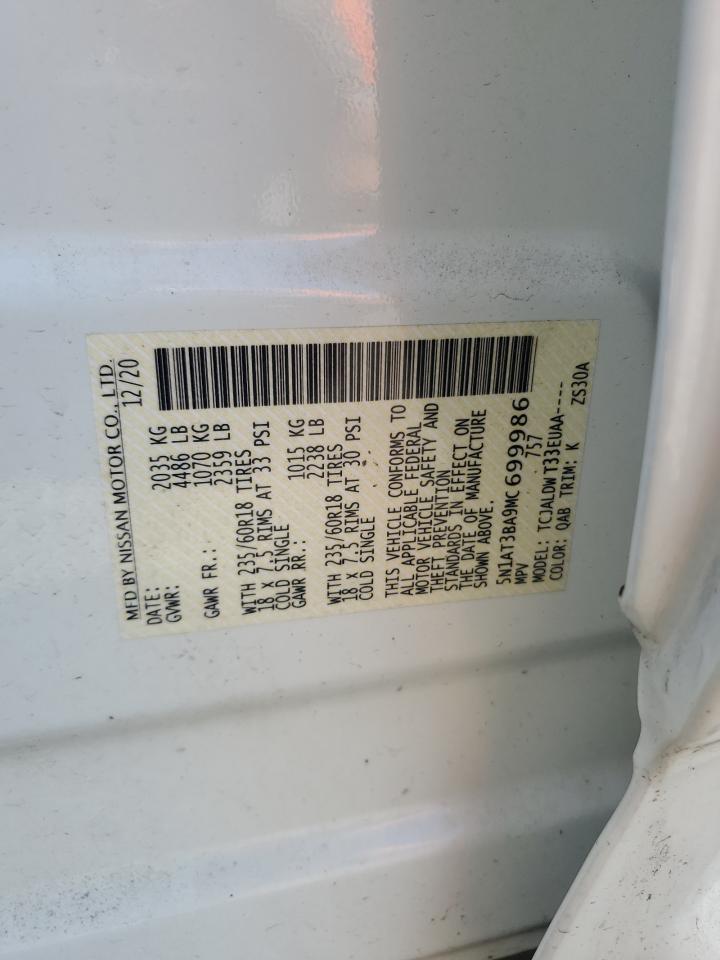 MFD BY NISSAN MOTOR CO., LTD.
DATE: 12/20
GVWR: 2035 KG
4486 LB
GAWR FR.: 1070 KG
2359 LB
WITH 235/60R18 TIRES
18 X 7.5 RIMS AT 33 PSI
COLD SINGLE
GAWR RR.: 1015 KG
2238 LB
WITH 235/60R18 TIRES
18 X 7.5 RIMS AT 30 PSI
COLD SINGLE
THIS VEHICLE CONFORMS TO
ALL APPLICABLE FEDERAL
MOTOR VEHICLE SAFETY AND
THEFT PREVENTION
STANDARDS IN EFFECT ON
THE DATE OF MANUFACTURE
SHOWN ABOVE.
5N1AT3BA9MC699986
MPV 757
MODEL: TCJALDWT33EUAA----
COLOR: QAB TRIM: K ZS30A